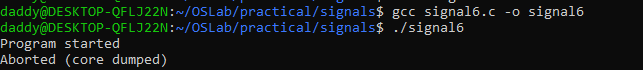 daddy@DESKTOP-QFLJ22N:~/OSLab/practical/signals$ gcc signal6.c -o signal6
daddy@DESKTOP-QFLJ22N:~/OSLab/practical/signals$ ./signal6
Program started
Aborted (core dumped)